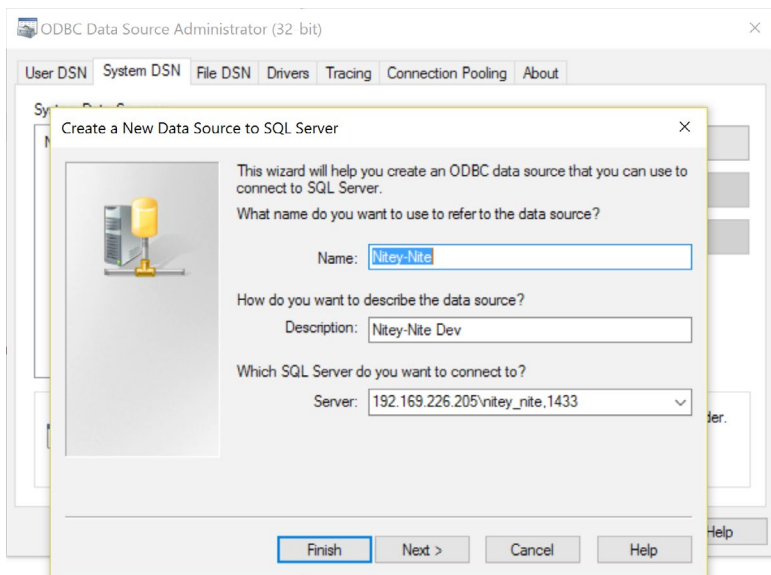 ODBC Data Source Administrator (32-bit)
User DSN System DSN File DSN Drivers Tracing Connection Pooling About
Create a New Data Source to SQL Server
This wizard will help you create an ODBC data source that you can use to
connect to SQL Server.
What name do you want to use to refer to the data source?
Name: Nitey-Nite
How do you want to describe the data source?
Description: Nitey-Nite Dev
Which SQL Server do you want to connect to?
Server: 192.169.226.205\nitey_nite,1433
der.
Finish Next > Cancel Help
Help